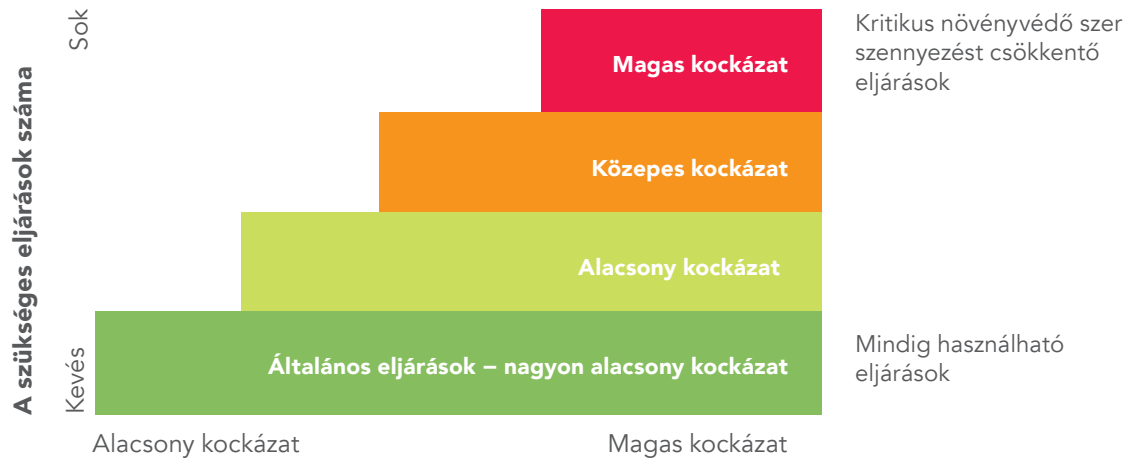 A szükséges eljárások száma
Sok
Kevés
Magas kockázat
Közepes kockázat
Alacsony kockázat
Általános eljárások – nagyon alacsony kockázat
Kritikus növényvédő szer
szennyezést csökkentő
eljárások
Mindig használható
eljárások
Alacsony kockázat
Magas kockázat